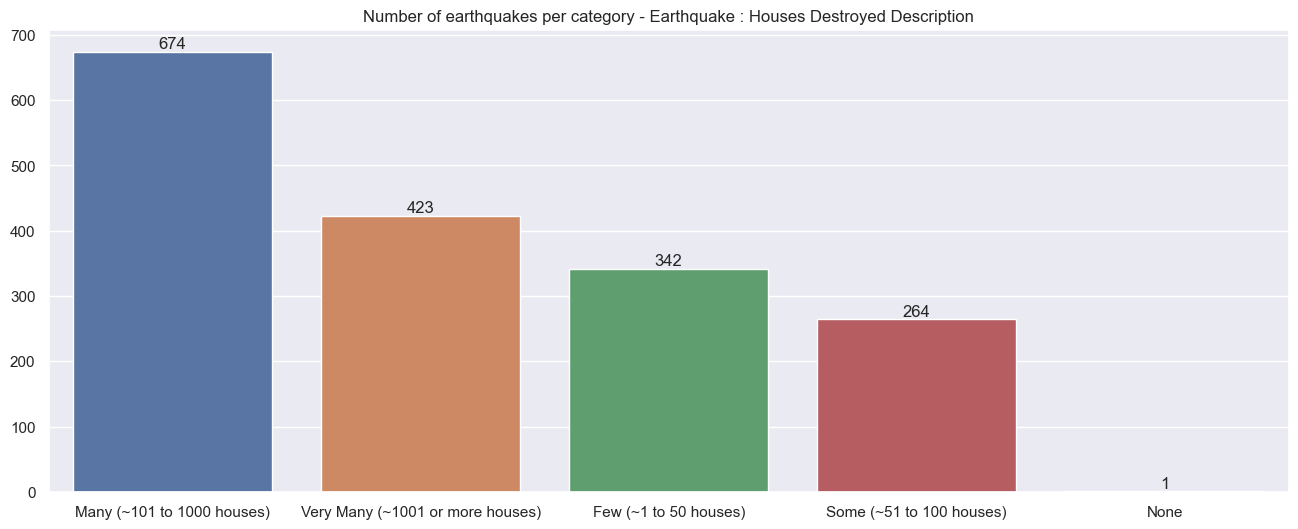 Number of earthquakes per category - Earthquake : Houses Destroyed Description
700
600
500
400
300
200
100
0
674
423
342
264
1
Many (~101 to 1000 houses)
Very Many (~1001 or more houses)
Few (~1 to 50 houses)
Some (~51 to 100 houses)
None